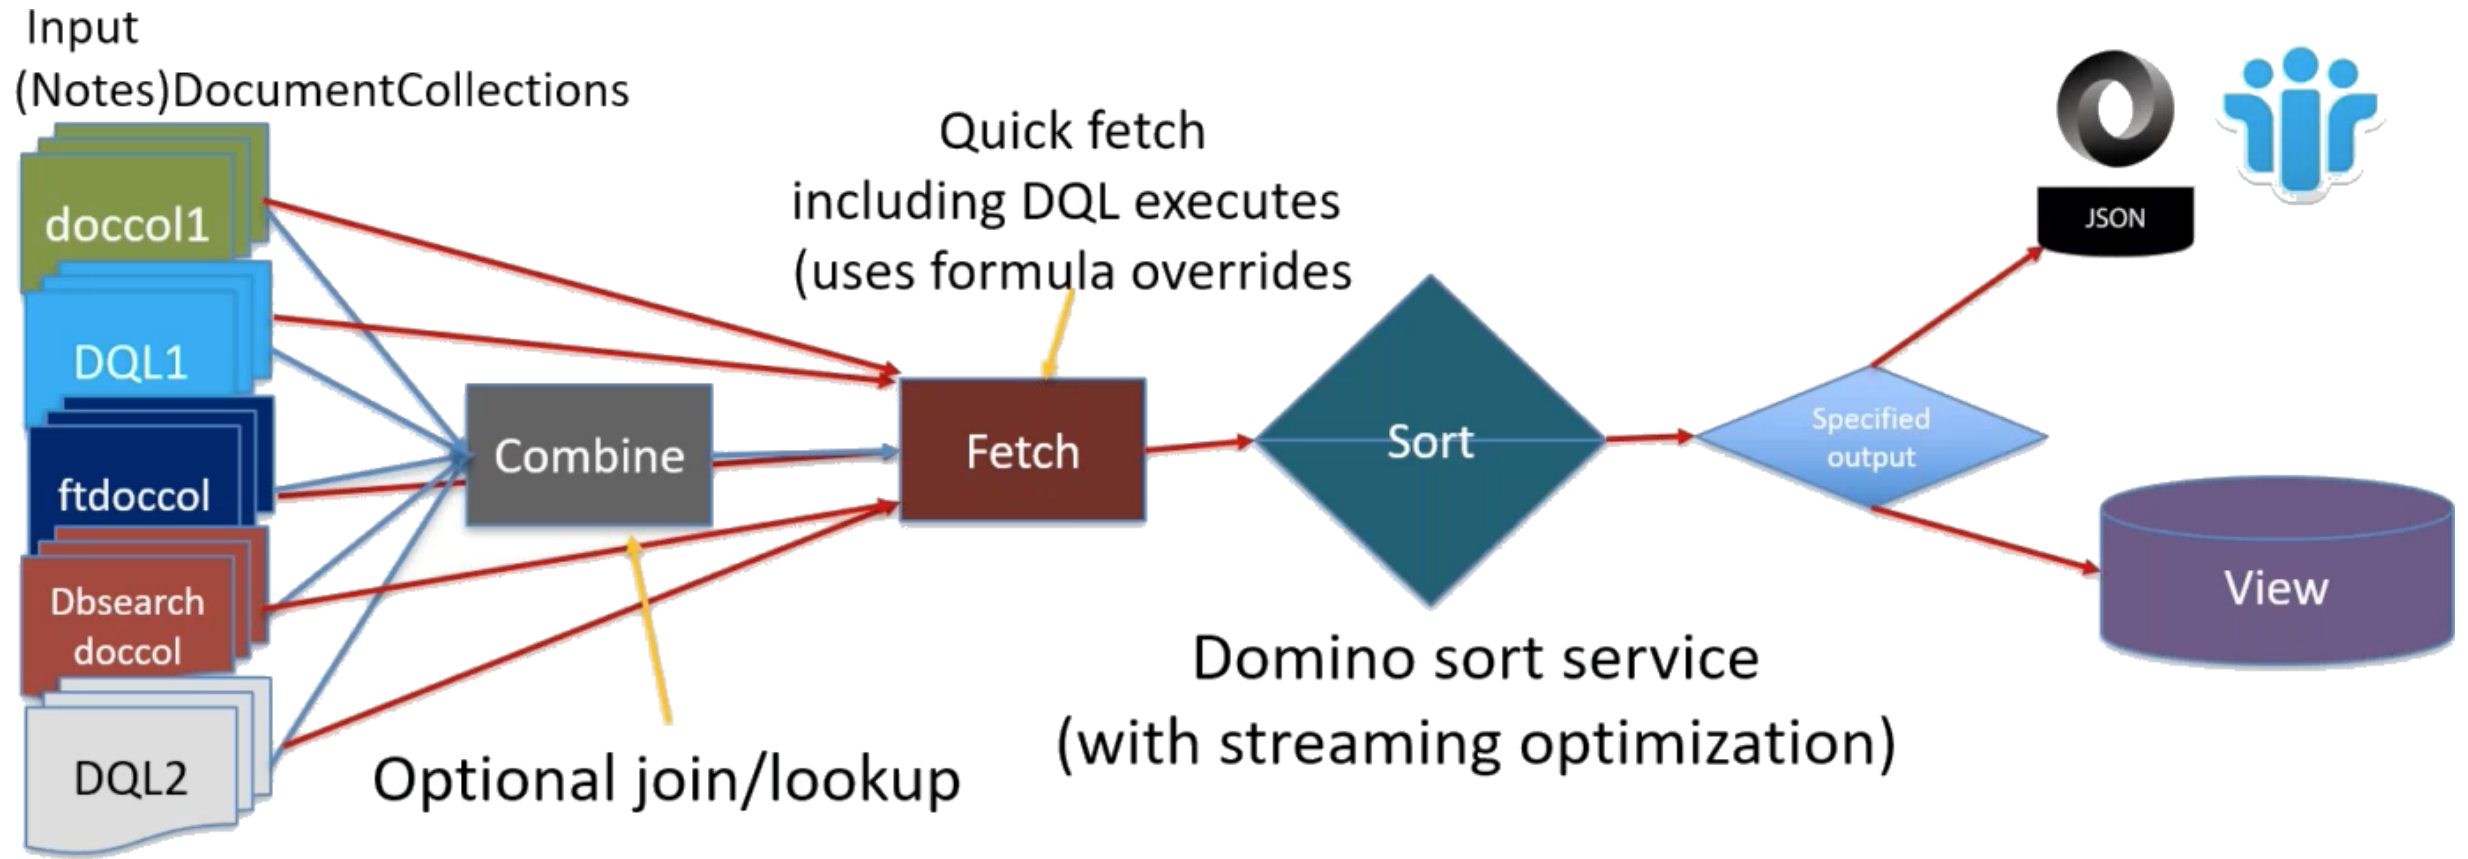 Input
(Notes)DocumentCollections
doccol1
DQL1
ftdoccol
Dbsearch
doccol
DQL2
Combine
Optional join/lookup
Quick fetch
including DQL executes
(uses formula overrides
Fetch
Sort
Domino sort service
(with streaming optimization)
Specified
output
JSON
View